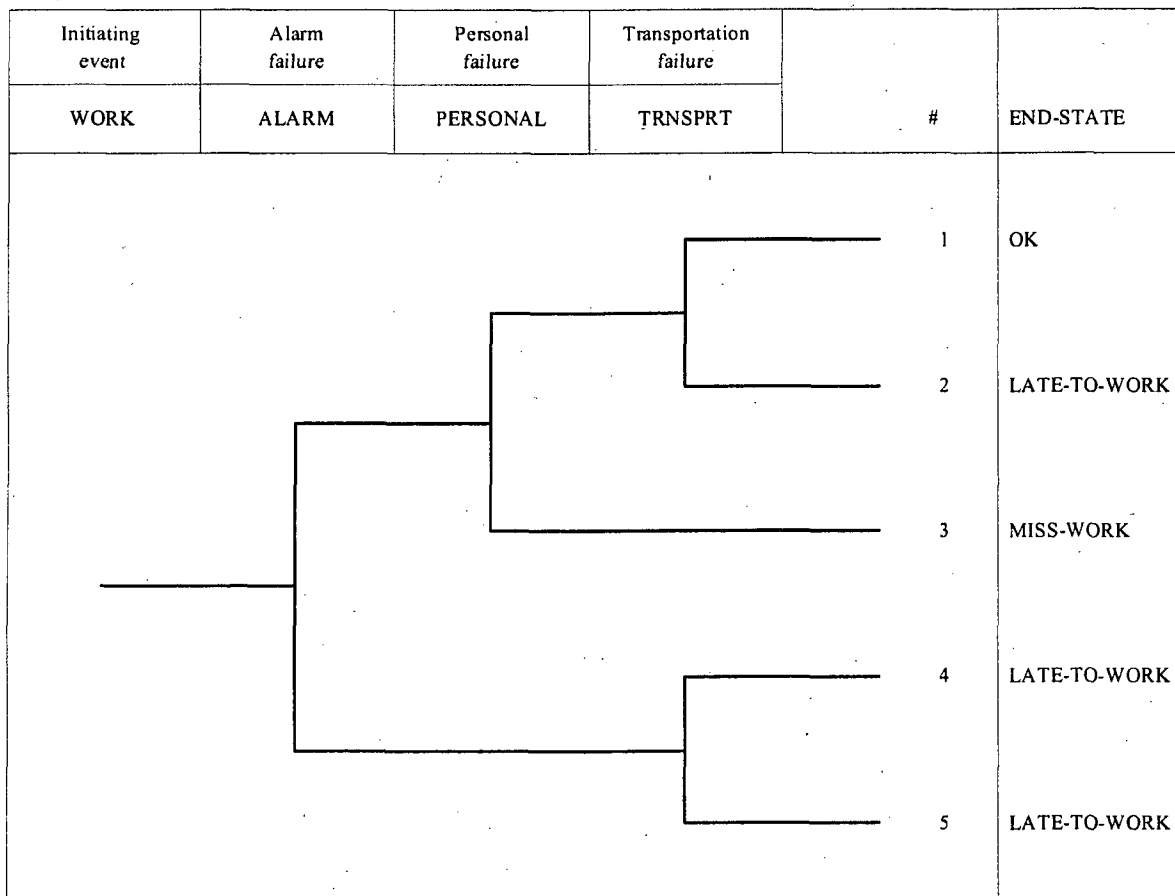 Initiating event
Alarm failure
Personal failure
Transportation failure
WORK
ALARM
PERSONAL
TRNSPRT
#
END-STATE
1 OK
2 LATE-TO-WORK
3 MISS-WORK
4 LATE-TO-WORK
5 LATE-TO-WORK